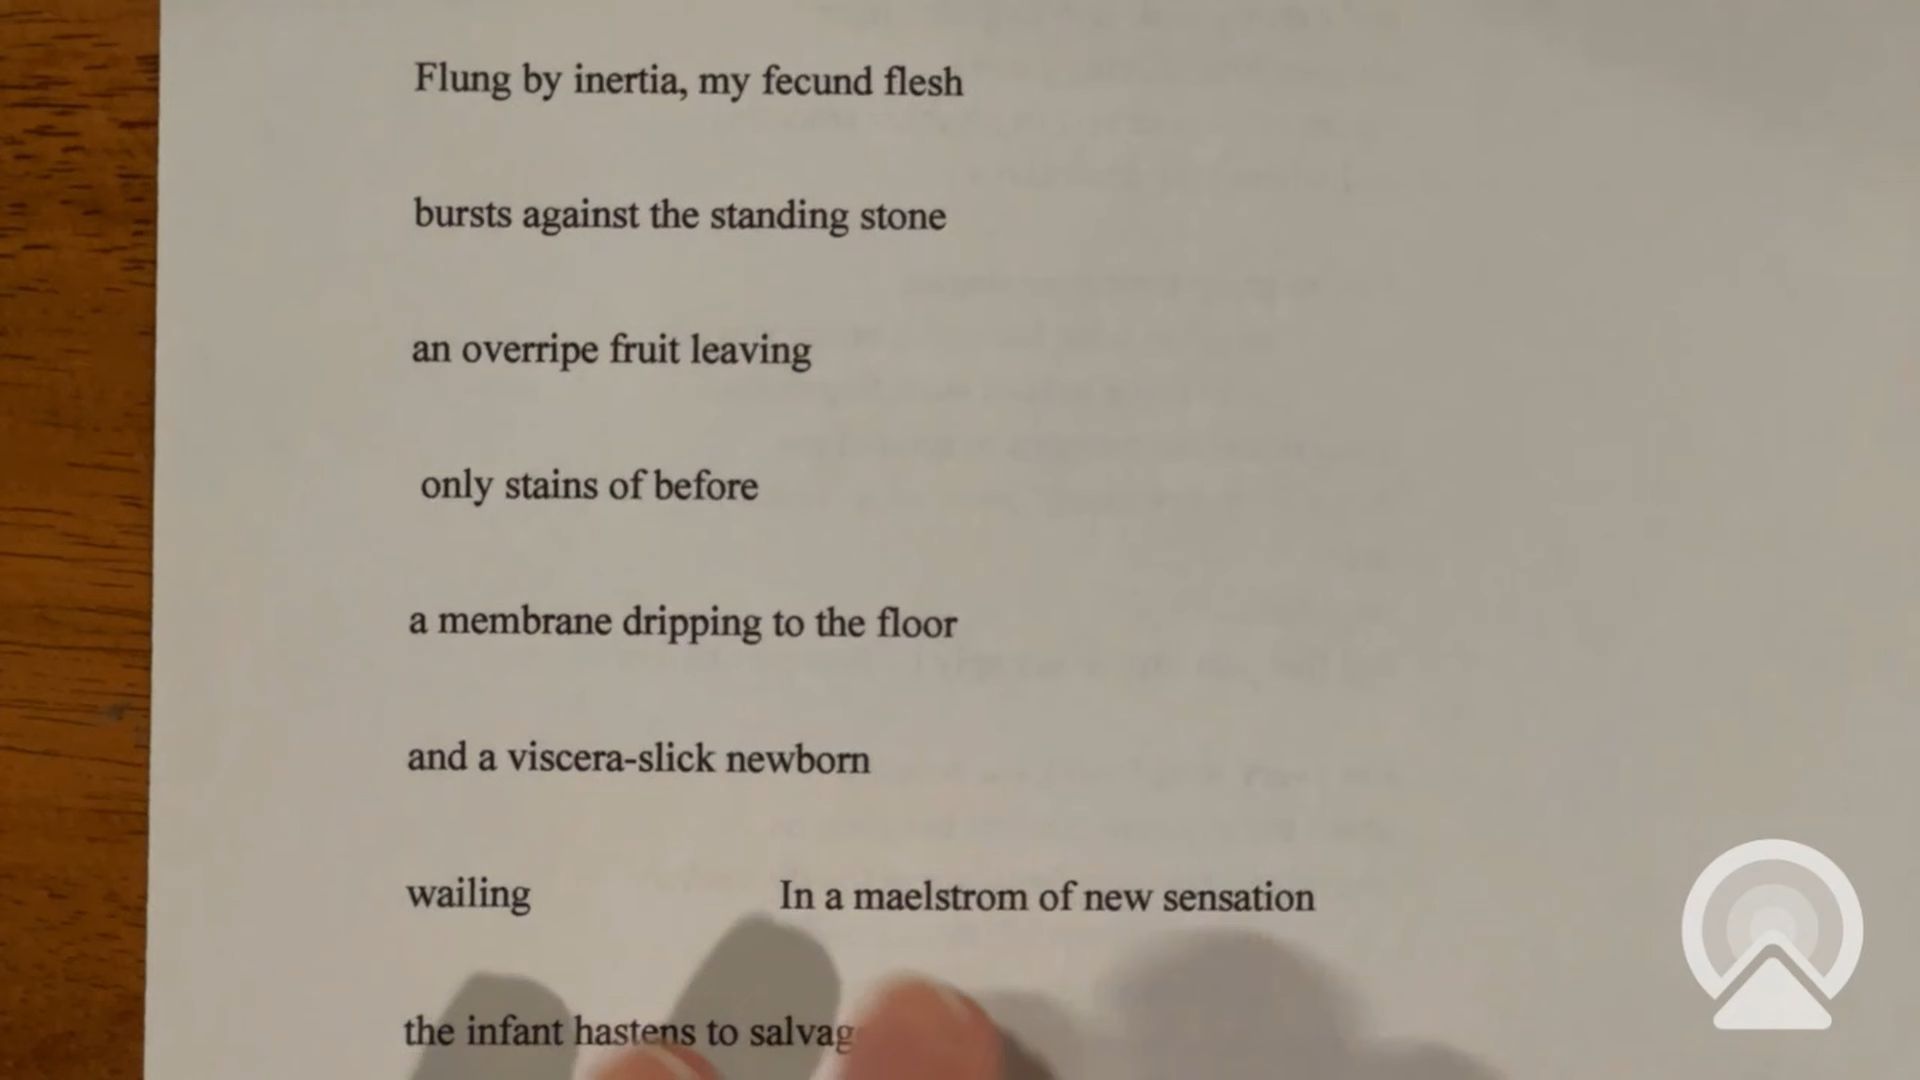 Flung by inertia, my fecund flesh
bursts against the standing stone
an overripe fruit leaving
only stains of before
a membrane dripping to the floor
and a viscera-slick newborn
wailing In a maelstrom of new sensation
the infant hastens to